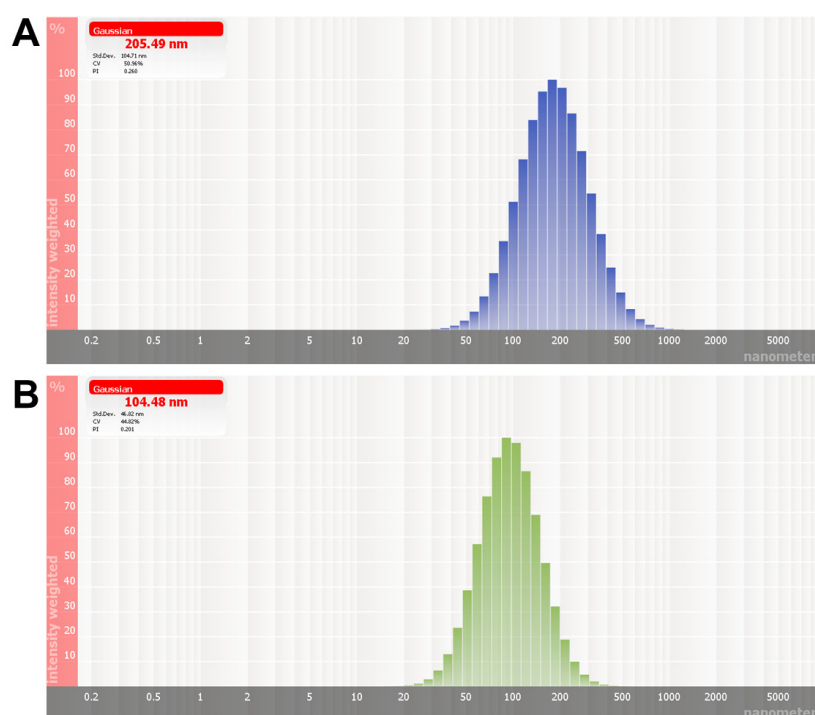 A
%
Gaussian
205.49 nm
Std.Dev. 104.71 nm
CV 50.96%
PI 0.260
100
90
80
70
60
50
40
30
20
10
intensity weighted
0.2 0.5 1 2 5 10 20 50 100 200 500 1000 2000 5000
nanometer
B
%
Gaussian
104.48 nm
Std.Dev. 46.82 nm
CV 44.82%
PI 0.201
100
90
80
70
60
50
40
30
20
10
intensity weighted
0.2 0.5 1 2 5 10 20 50 100 200 500 1000 2000 5000
nanometer